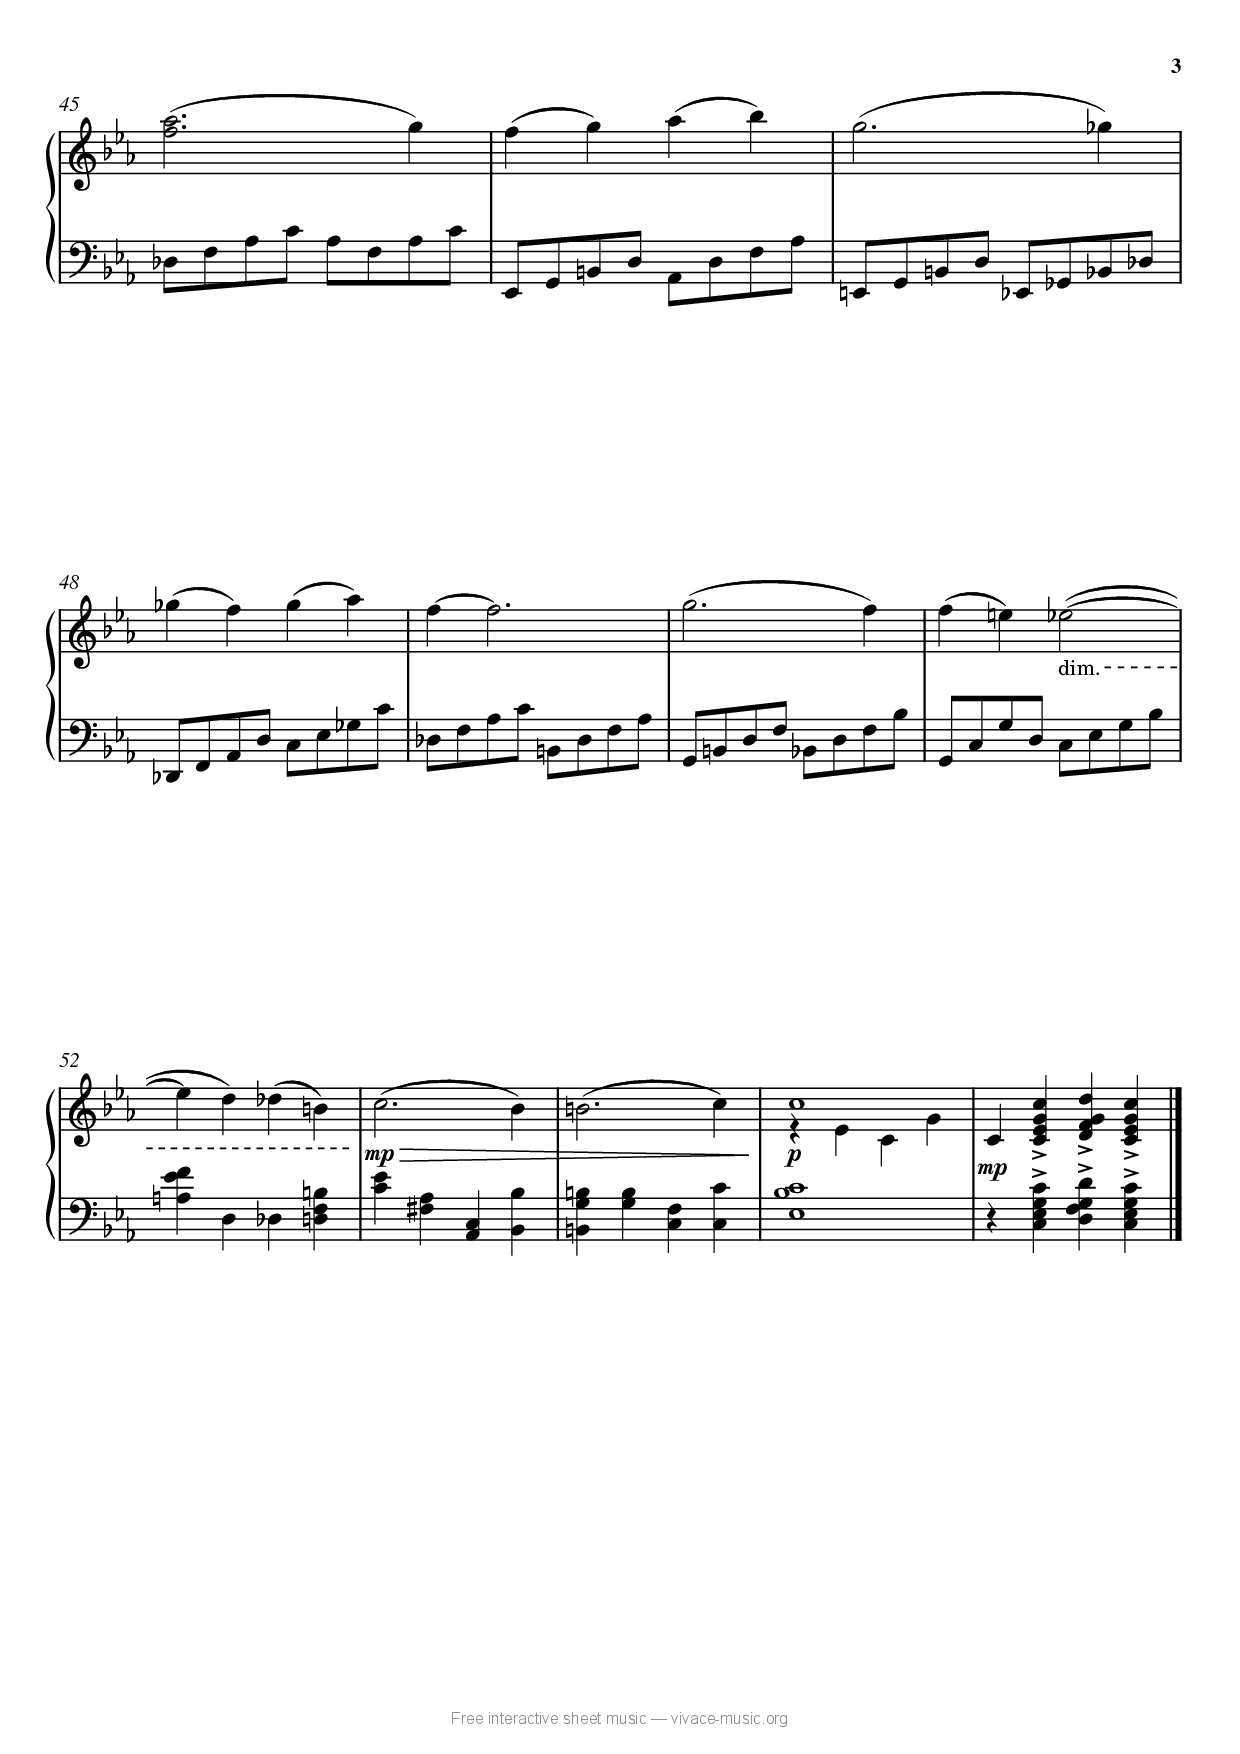 3
45
48
dim.
52
mp
p
mp
Free interactive sheet music — vivace-music.org